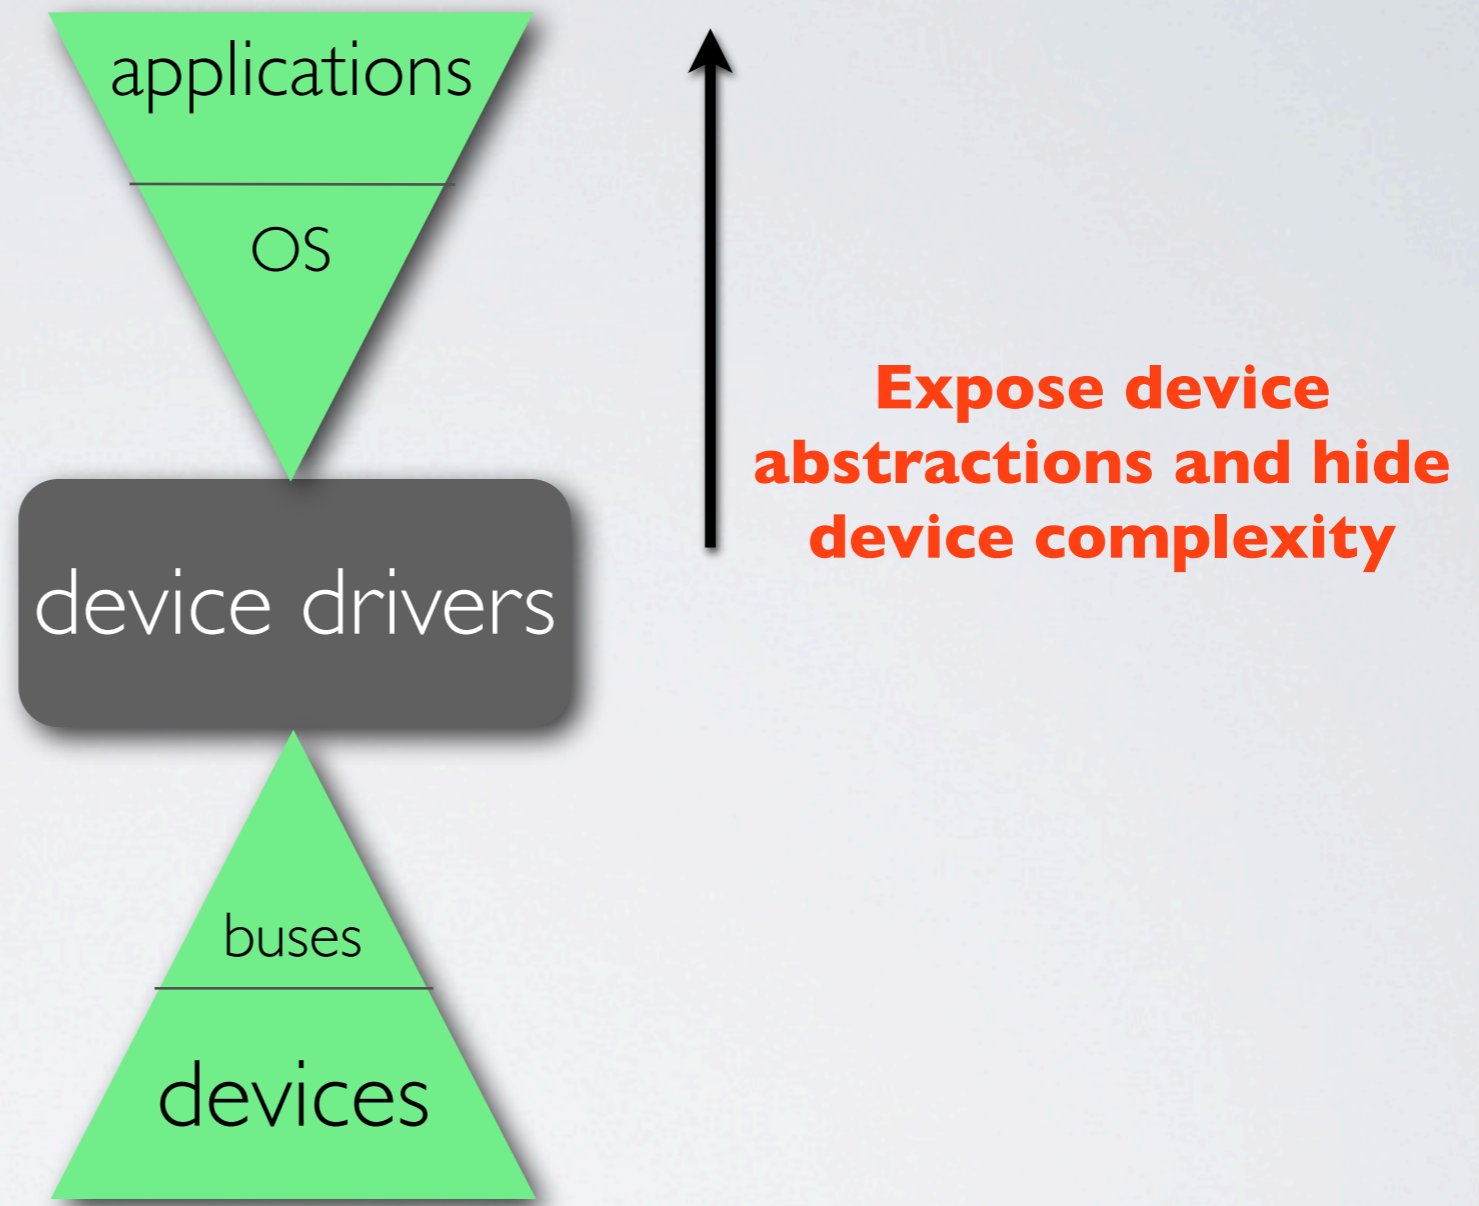 applications
OS
Expose device
abstractions and hide
device complexity
device drivers
buses
devices